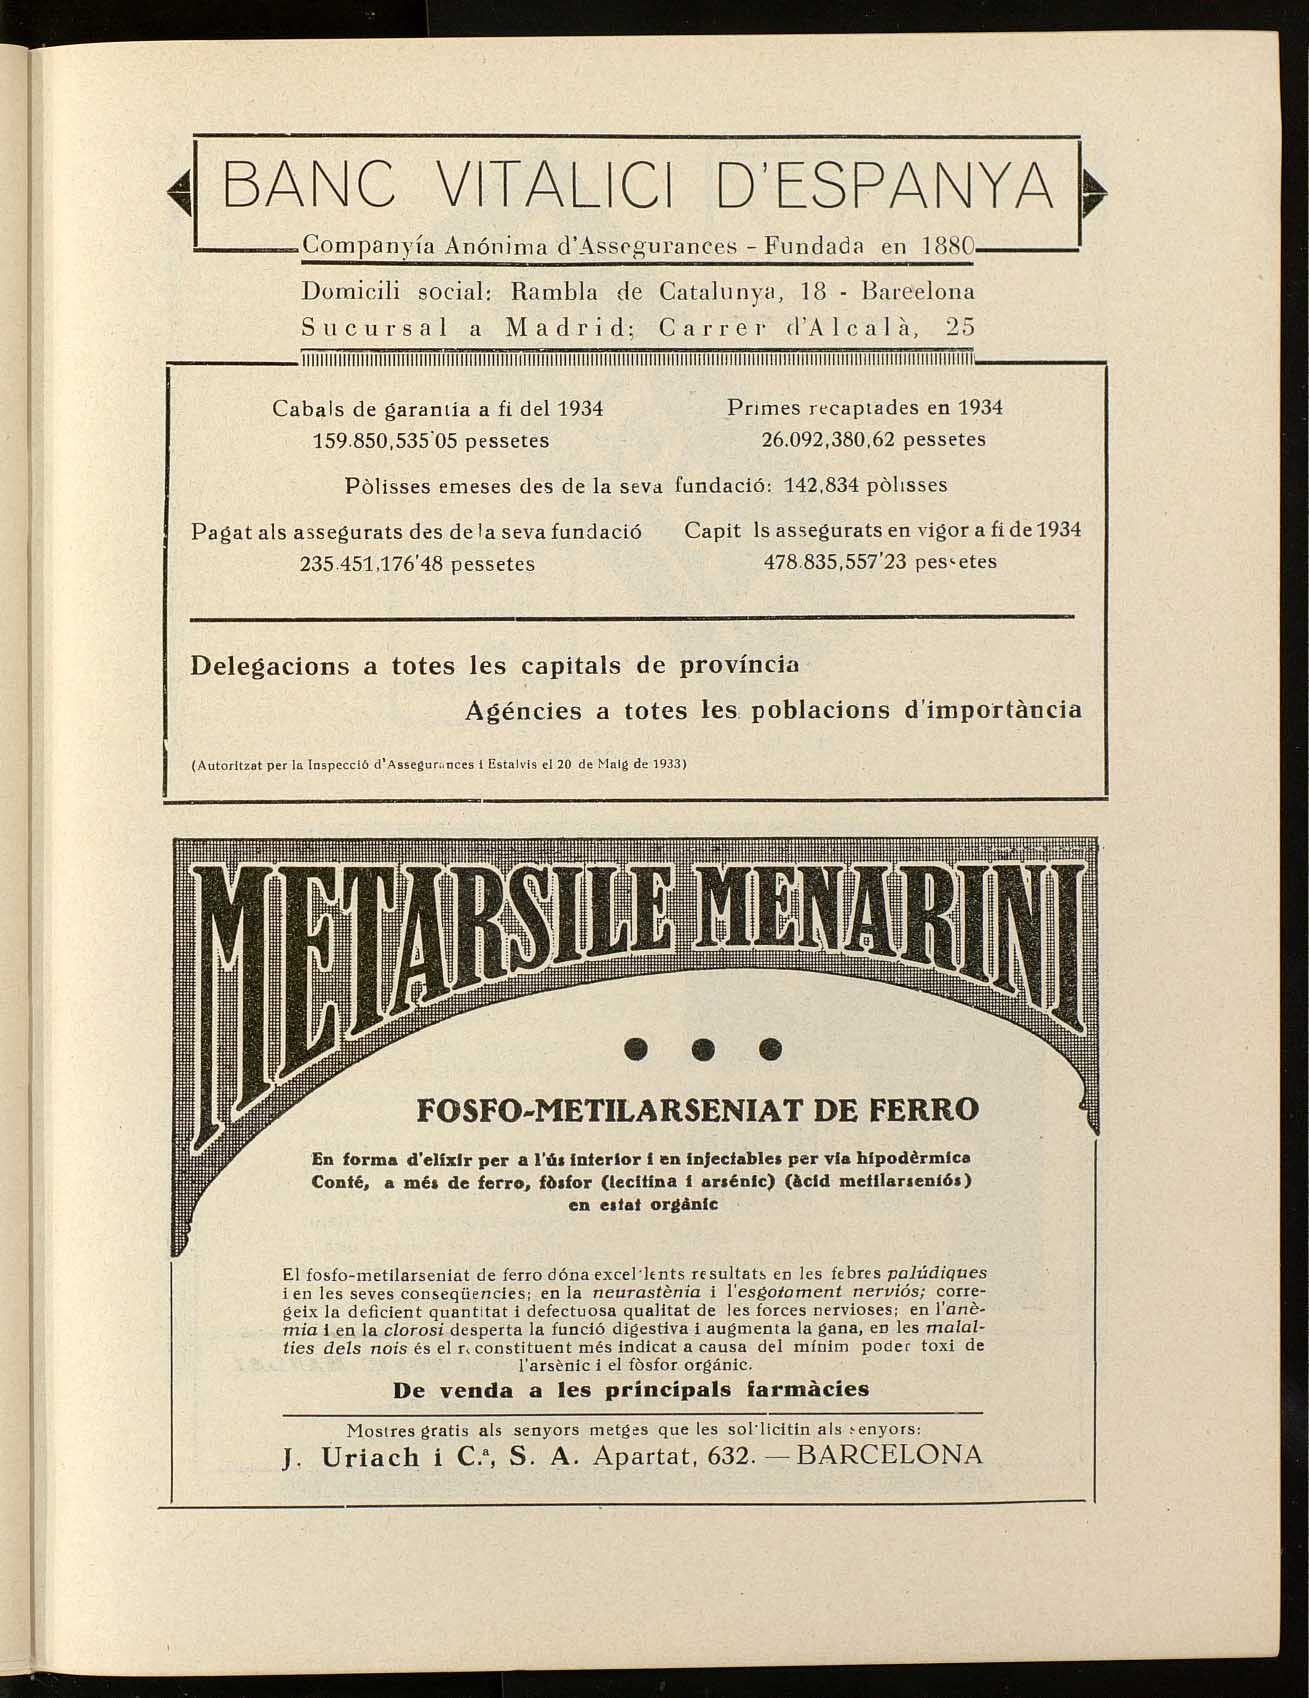 BANC VITALICI D'ESPANYA
Companyía Anónima d'Assegurances - Fundada en 1880
Domicili social: Rambla de Catalunya, 18 - Barcelona
Sucursal a Madrid; Carrer d'Alcalà, 25
Cabals de garantia a fi del 1934
159.850,535'05 pessetes
Primes recaptades en 1934
26.092,380,62 pessetes
Pòlisses emeses des de la seva fundació: 142,834 pòlisses
Pagat als assegurats des de la seva fundació
235.451,176'48 pessetes
Capit ls assegurats en vigor a fi de 1934
478.835,557'23 pessetes
Delegacions a totes les capitals de província
Agéncies a totes les poblacions d'importància
(Autoritzat per la Inspecció d'Assegurances i Estalvis el 20 de Maig de 1933)
METARSILE MENARINI
FOSFO-METILARSENIAT DE FERRO
En forma d'elíxir per a l'ús interior i en injectables per via hipodèrmica
Conté, a més de ferro, fòsfor (lecitina i arsénic) (àcid metilarseniós)
en estat orgànic
El fosfo-metilarseniat de ferro dóna excel·lents resultats en les febres palúdiques
i en les seves conseqüencies; en la neurastènia i l'esgotament nerviós; corre-
geix la deficient quantitat i defectuosa qualitat de les forces nervioses; en l'anè-
mia i en la clorosi desperta la funció digestiva i augmenta la gana, en les malal-
ties dels nois és el reconstituent més indicat a causa del mínim poder toxi de
l'arsènic i el fòsfor orgánic.
De venda a les principals farmàcies
Mostres gratis als senyors metges que les sol·licitin als senyors:
J. Uriach i C.ª, S. A. Apartat, 632. — BARCELONA